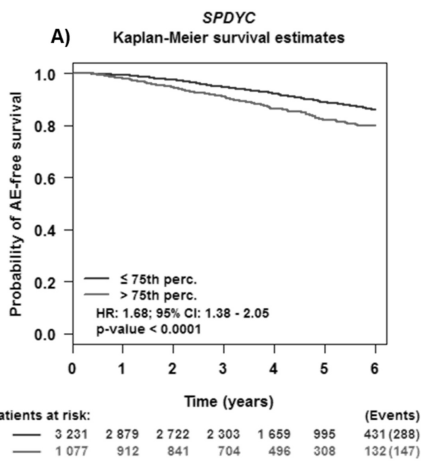 SPDYC
A)
Kaplan-Meier survival estimates
Probability of AE-free survival
1.0
0.8
0.6
0.4
0.2
0.0
≤ 75th perc.
> 75th perc.
HR: 1.68; 95% CI: 1.38 - 2.05
p-value < 0.0001
0 1 2 3 4 5 6
Time (years)
atients at risk: (Events)
3 231 2 879 2 722 2 303 1 659 995 431 (288)
1 077 912 841 704 496 308 132 (147)